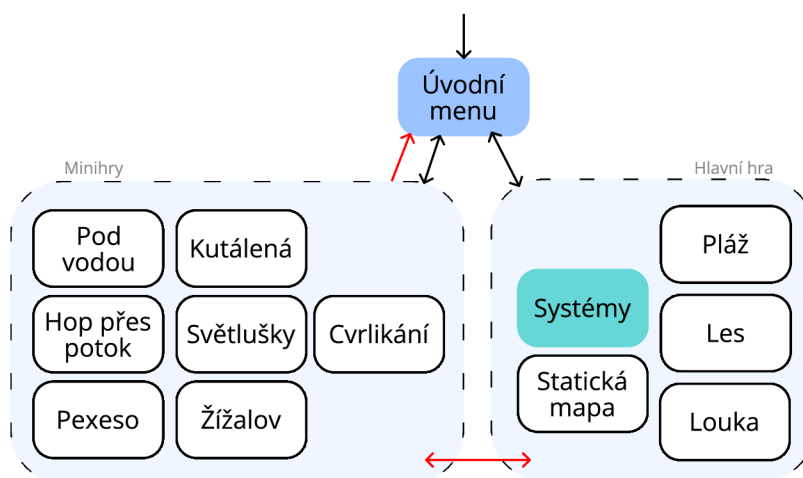 Úvodní
menu
Minihry
Hlavní hra
Pod
vodou
Kutálená
Hop přes
potok
Světlušky
Cvrlikání
Pexeso
Žížalov
Pláž
Systémy
Les
Statická
mapa
Louka